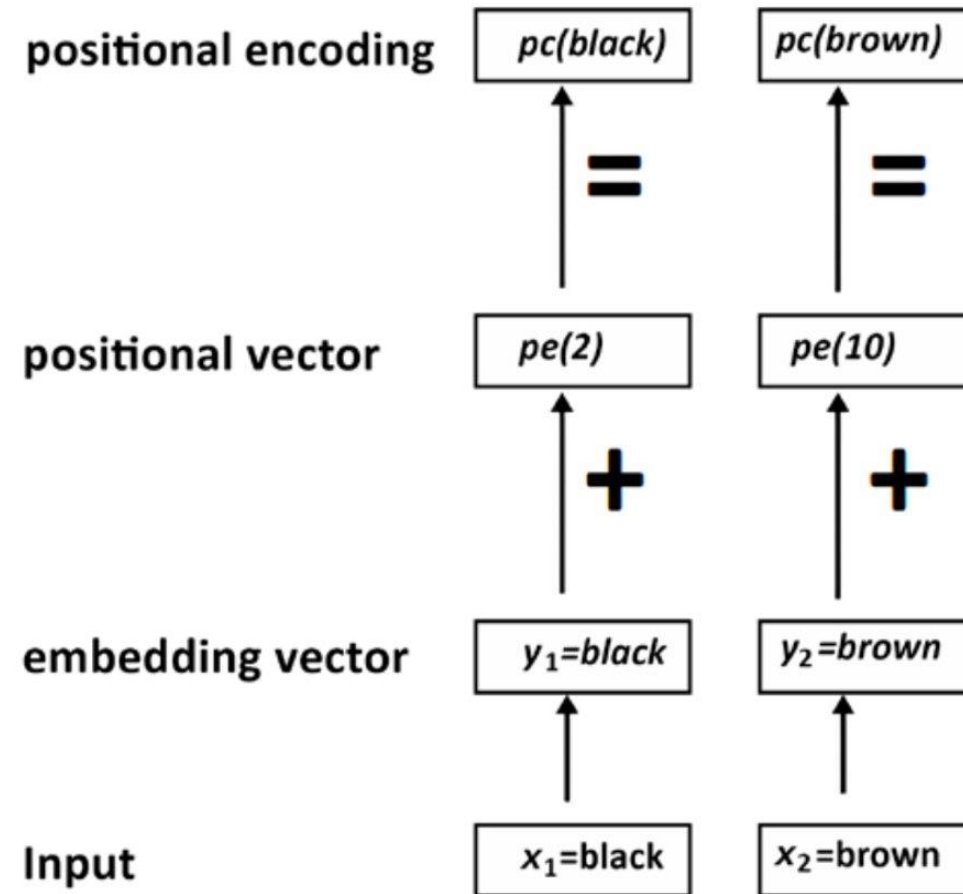 positional encoding pc(black) pc(brown)
= =
positional vector pe(2) pe(10)
+ +
embedding vector y₁=black y₂=brown
Input x₁=black x₂=brown